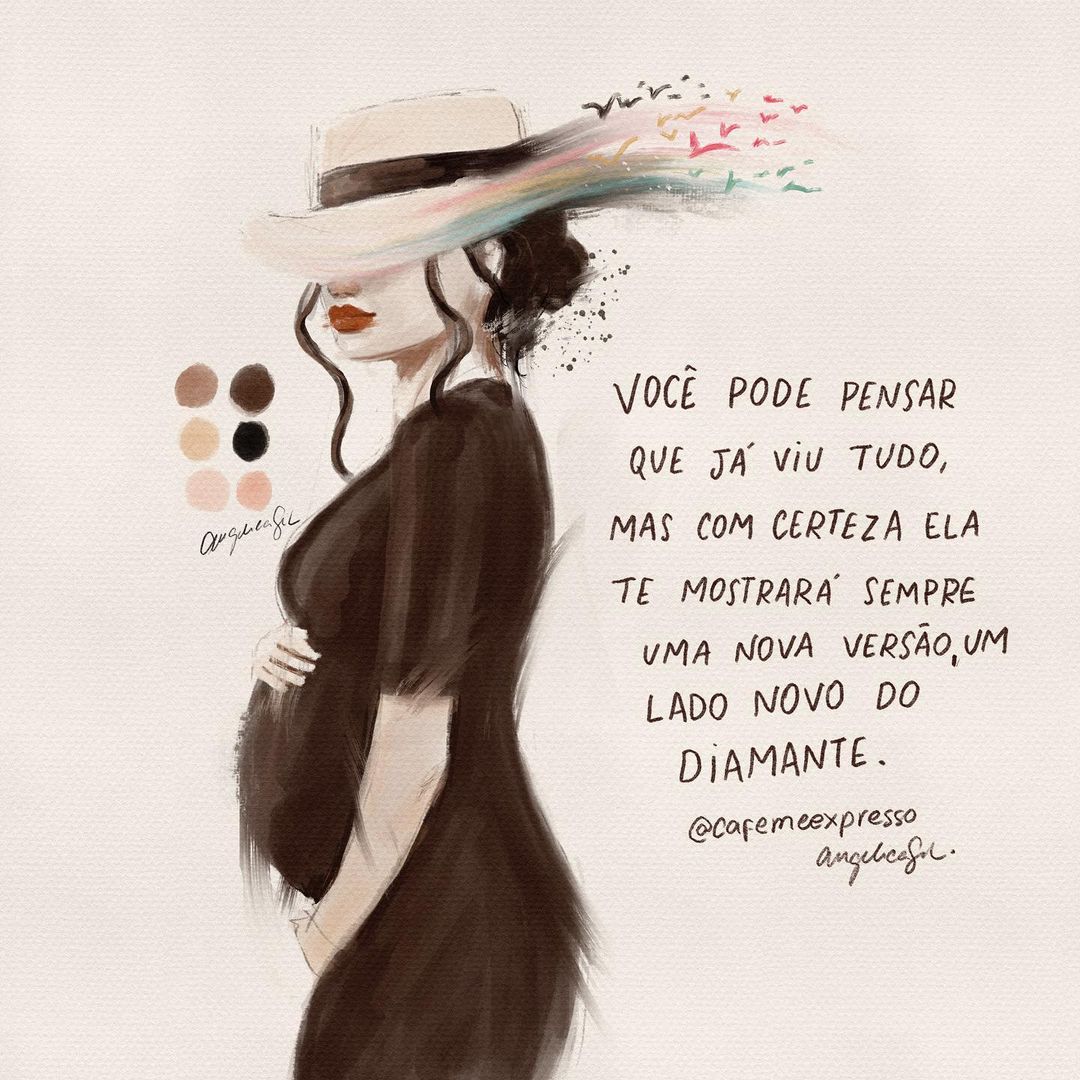 VOCÊ PODE PENSAR
QUE JÁ VIU TUDO,
MAS COM CERTEZA ELA
TE MOSTRARÁ SEMPRE
UMA NOVA VERSÃO, UM
LADO NOVO DO
DIAMANTE.
@cafemeexpresso